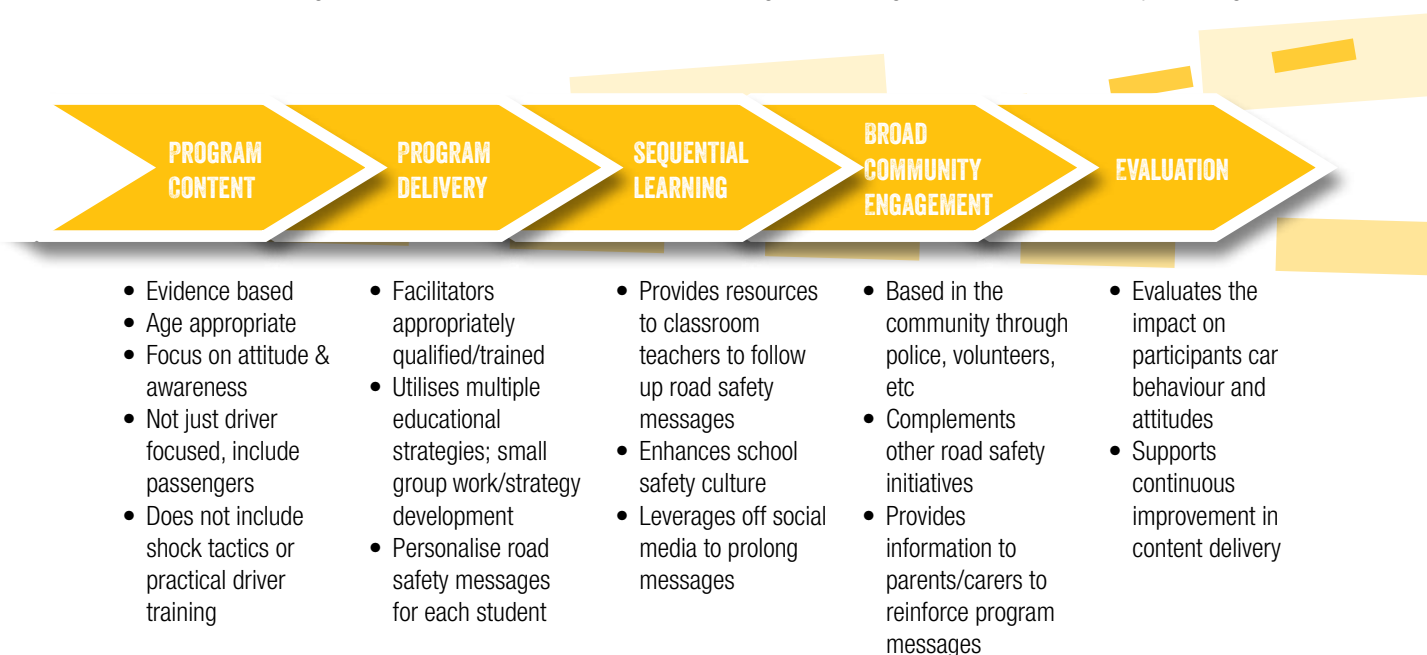 PROGRAM
CONTENT
PROGRAM
DELIVERY
SEQUENTIAL
LEARNING
BROAD
COMMUNITY
ENGAGEMENT
EVALUATION
• Evidence based
• Age appropriate
• Focus on attitude &
awareness
• Not just driver
focused, include
passengers
• Does not include
shock tactics or
practical driver
training
• Facilitators
appropriately
qualified/trained
• Utilises multiple
educational
strategies; small
group work/strategy
development
• Personalise road
safety messages
for each student
• Provides resources
to classroom
teachers to follow
up road safety
messages
• Enhances school
safety culture
• Leverages off social
media to prolong
messages
• Based in the
community through
police, volunteers,
etc
• Complements
other road safety
initiatives
• Provides
information to
parents/carers to
reinforce program
messages
• Evaluates the
impact on
participants car
behaviour and
attitudes
• Supports
continuous
improvement in
content delivery